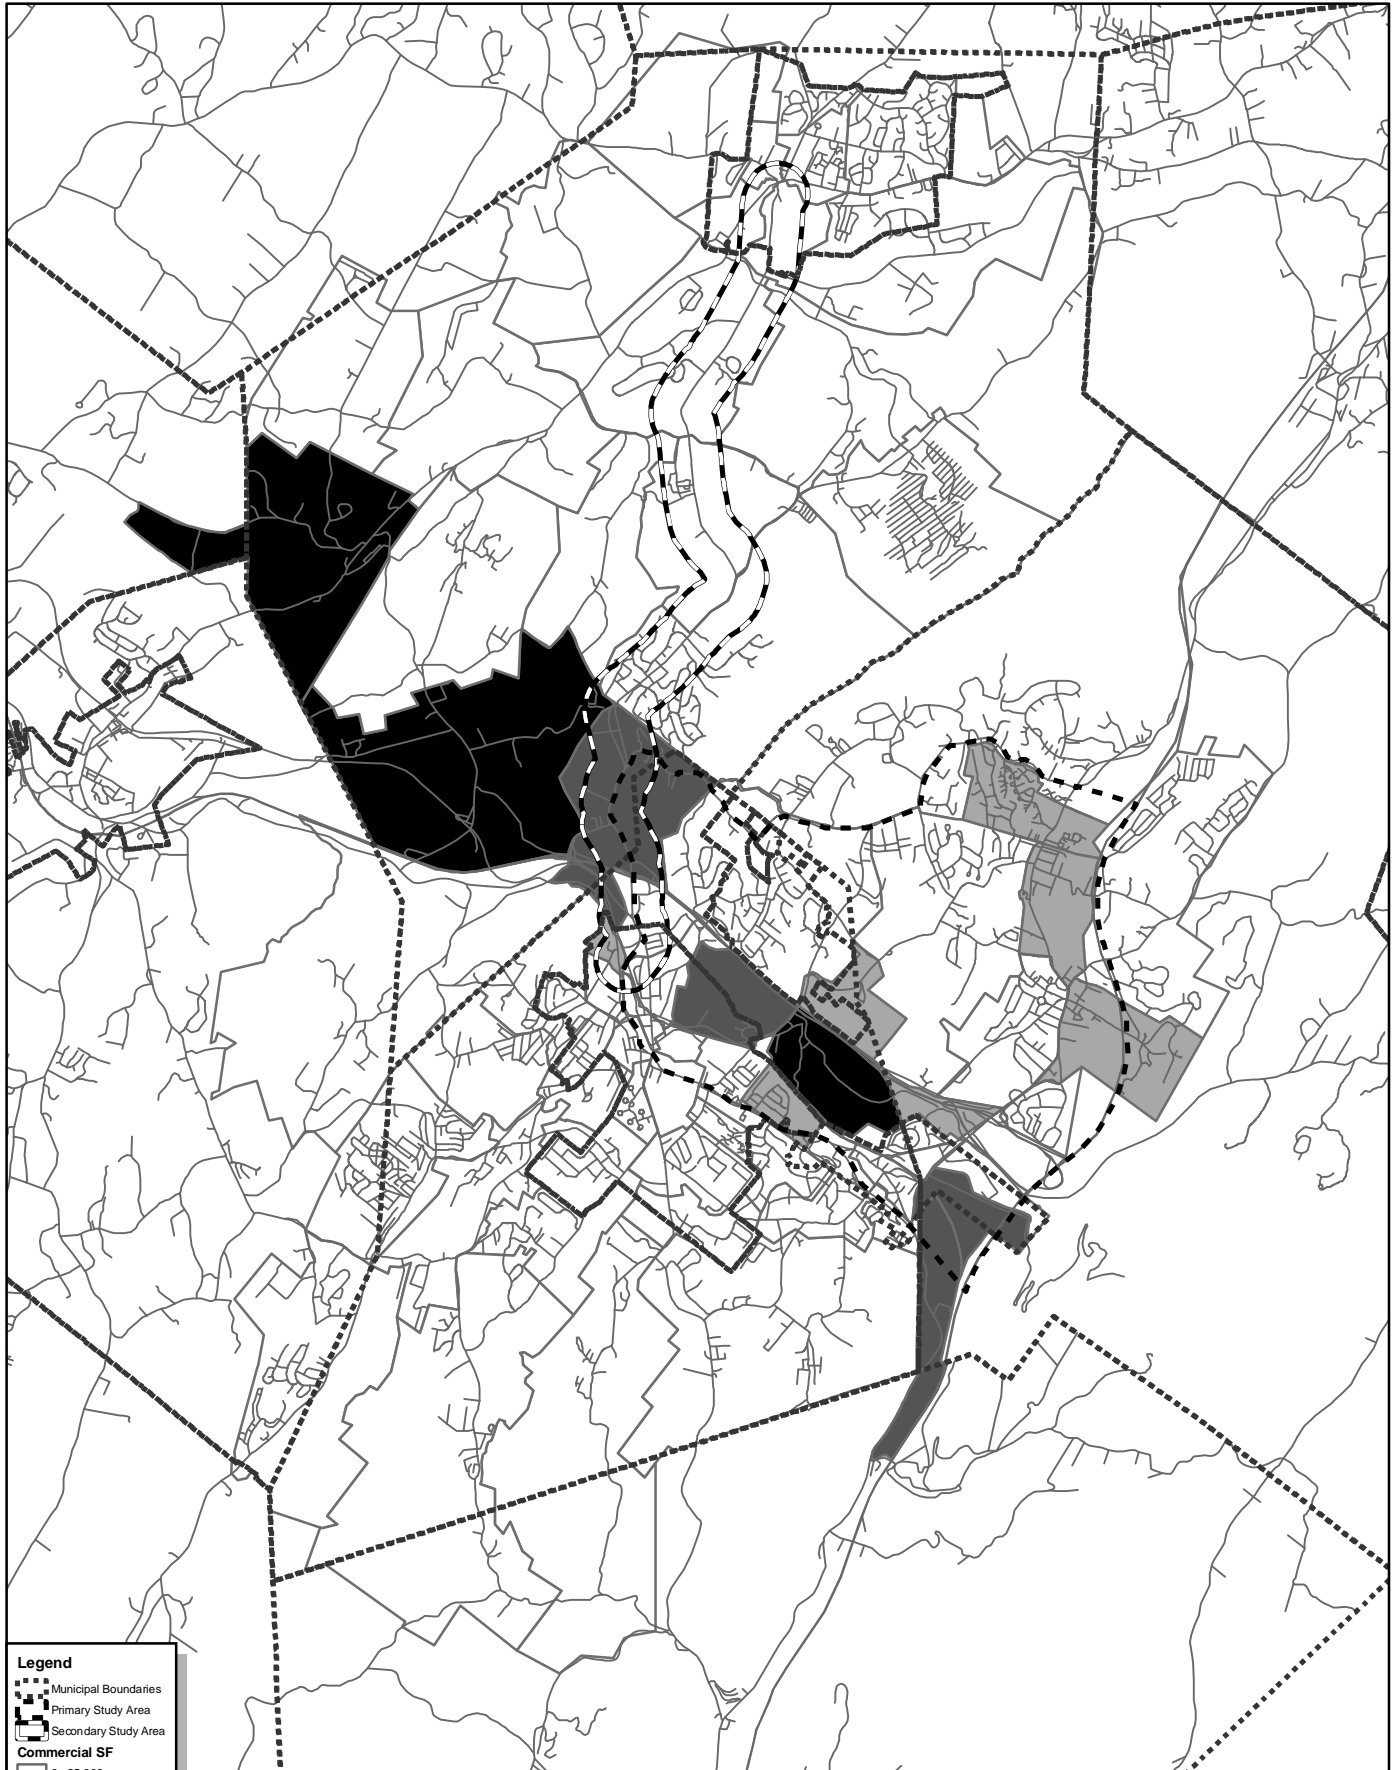 Legend
Municipal Boundaries
Primary Study Area
Secondary Study Area
Commercial SF